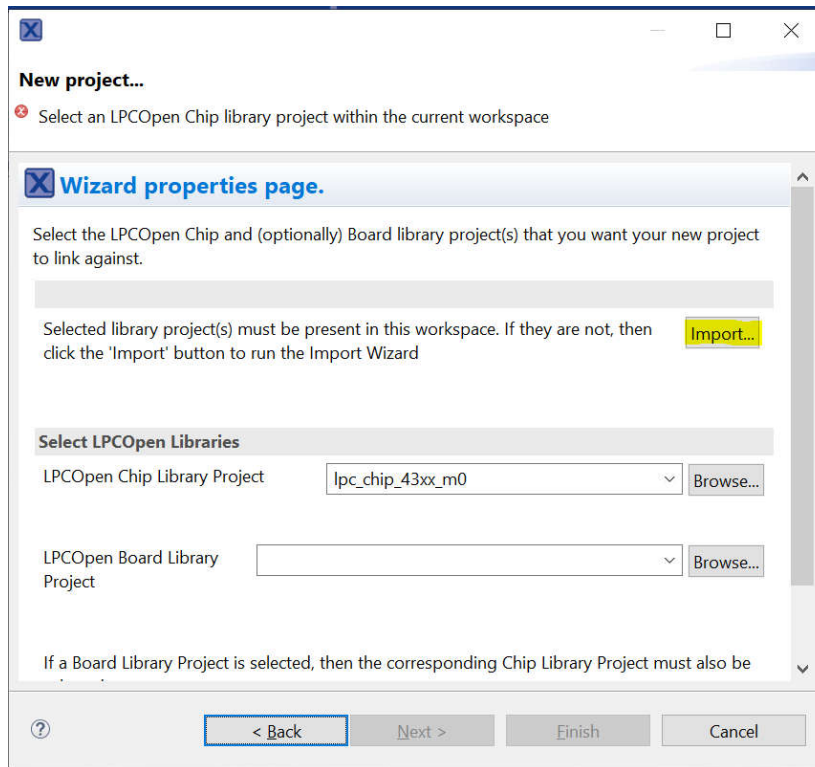 New project...
Select an LPCOpen Chip library project within the current workspace
Wizard properties page.
Select the LPCOpen Chip and (optionally) Board library project(s) that you want your new project
to link against.
Selected library project(s) must be present in this workspace. If they are not, then
click the 'Import' button to run the Import Wizard
Import...
Select LPCOpen Libraries
LPCOpen Chip Library Project
lpc_chip_43xx_m0
Browse...
LPCOpen Board Library
Project
Browse...
If a Board Library Project is selected, then the corresponding Chip Library Project must also be
< Back
Next >
Finish
Cancel